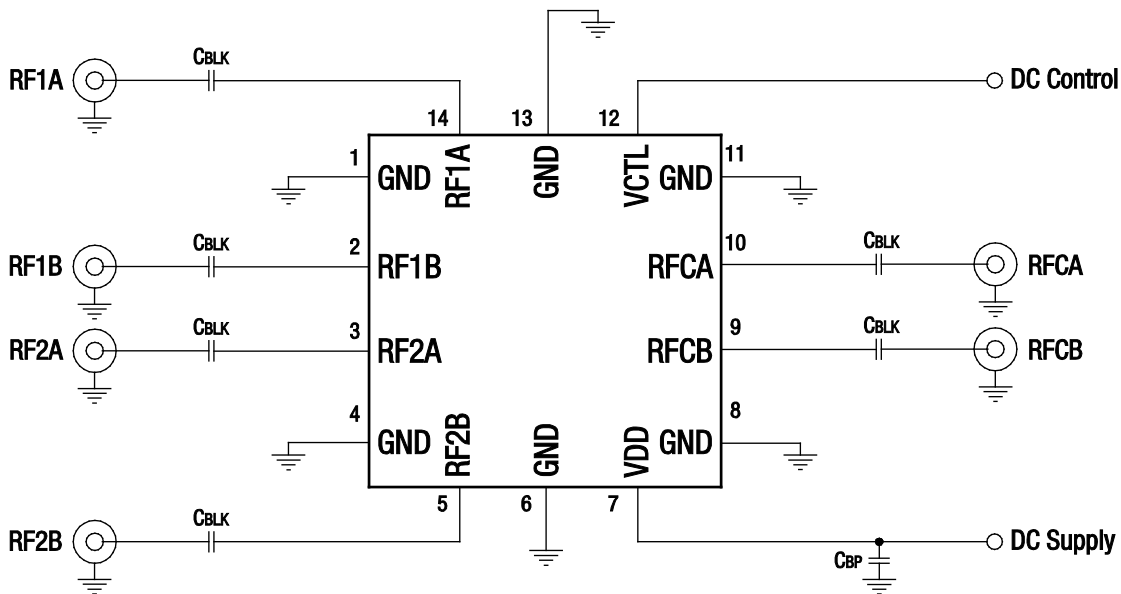 RF1A
CBLK
DC Control
14
13
12
1
GND
RF1A
GND
VCTL
GND
11
RF1B
CBLK
2
RF1B
RFCA
10
CBLK
RFCA
RF2A
CBLK
3
RF2A
RFCB
9
CBLK
RFCB
4
GND
RF2B
GND
VDD
GND
8
5
6
7
RF2B
CBLK
CBP
DC Supply